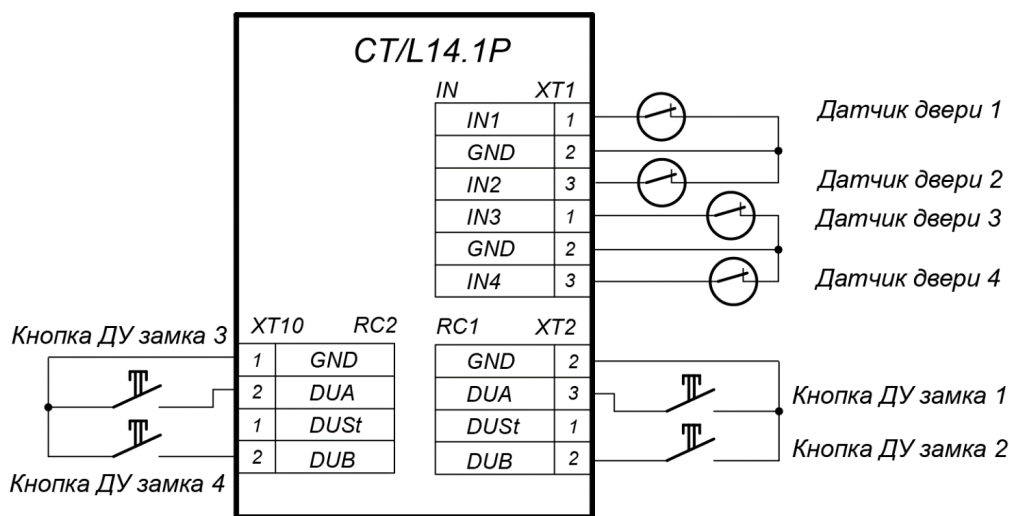 CT/L14.1P
IN XT1
IN1 1
GND 2
IN2 3
IN3 1
GND 2
IN4 3
Датчик двери 1
Датчик двери 2
Датчик двери 3
Датчик двери 4
Кнопка ДУ замка 3
Кнопка ДУ замка 4
XT10 RC2
1 GND
2 DUA
1 DUSt
2 DUB
RC1 XT2
GND 2
DUA 3
DUSt 1
DUB 2
Кнопка ДУ замка 1
Кнопка ДУ замка 2